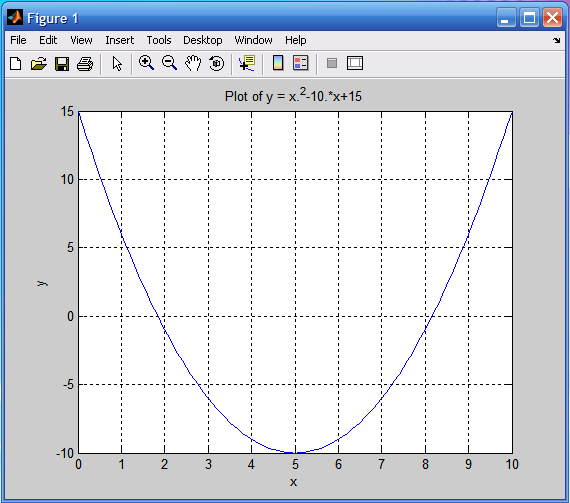 Figure 1
File Edit View Insert Tools Desktop Window Help
Plot of y = x.²-10.*x+15
15
10
5
0
-5
-10
y
0 1 2 3 4 5 6 7 8 9 10
x